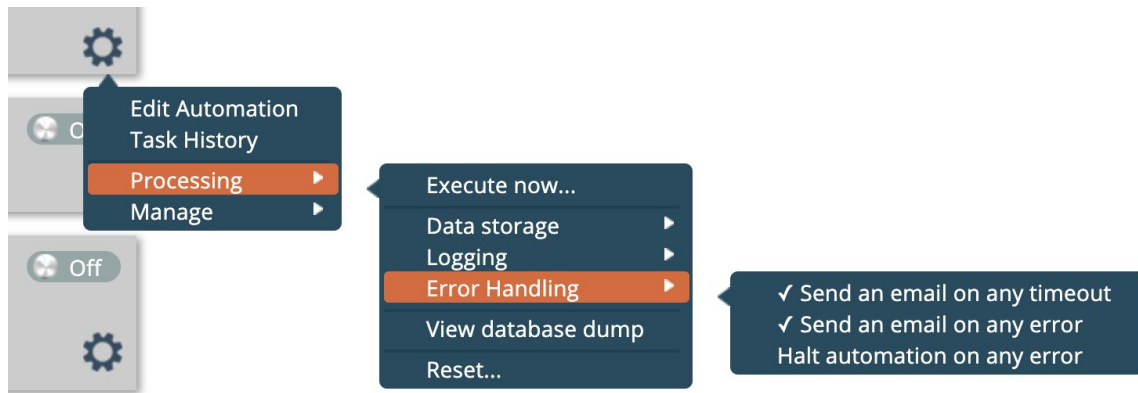 Edit Automation
Task History
Processing
Manage
Off
Execute now...
Data storage
Logging
Error Handling
View database dump
Reset...
✓ Send an email on any timeout
✓ Send an email on any error
Halt automation on any error